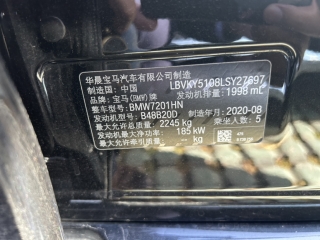 华晨宝马汽车有限公司制造
制造国：中国 LBVKY5108LSY27697
品牌：宝马(BMW)牌 发动机排量：1998 mL
整车型号：BMW7201HN
发动机型号：B48B20D 制造年月：2020-08
最大允许总质量：2245 kg 乘坐人数：5
发动机最大净功率：185 kW
最大允许牵引质量：-- kg